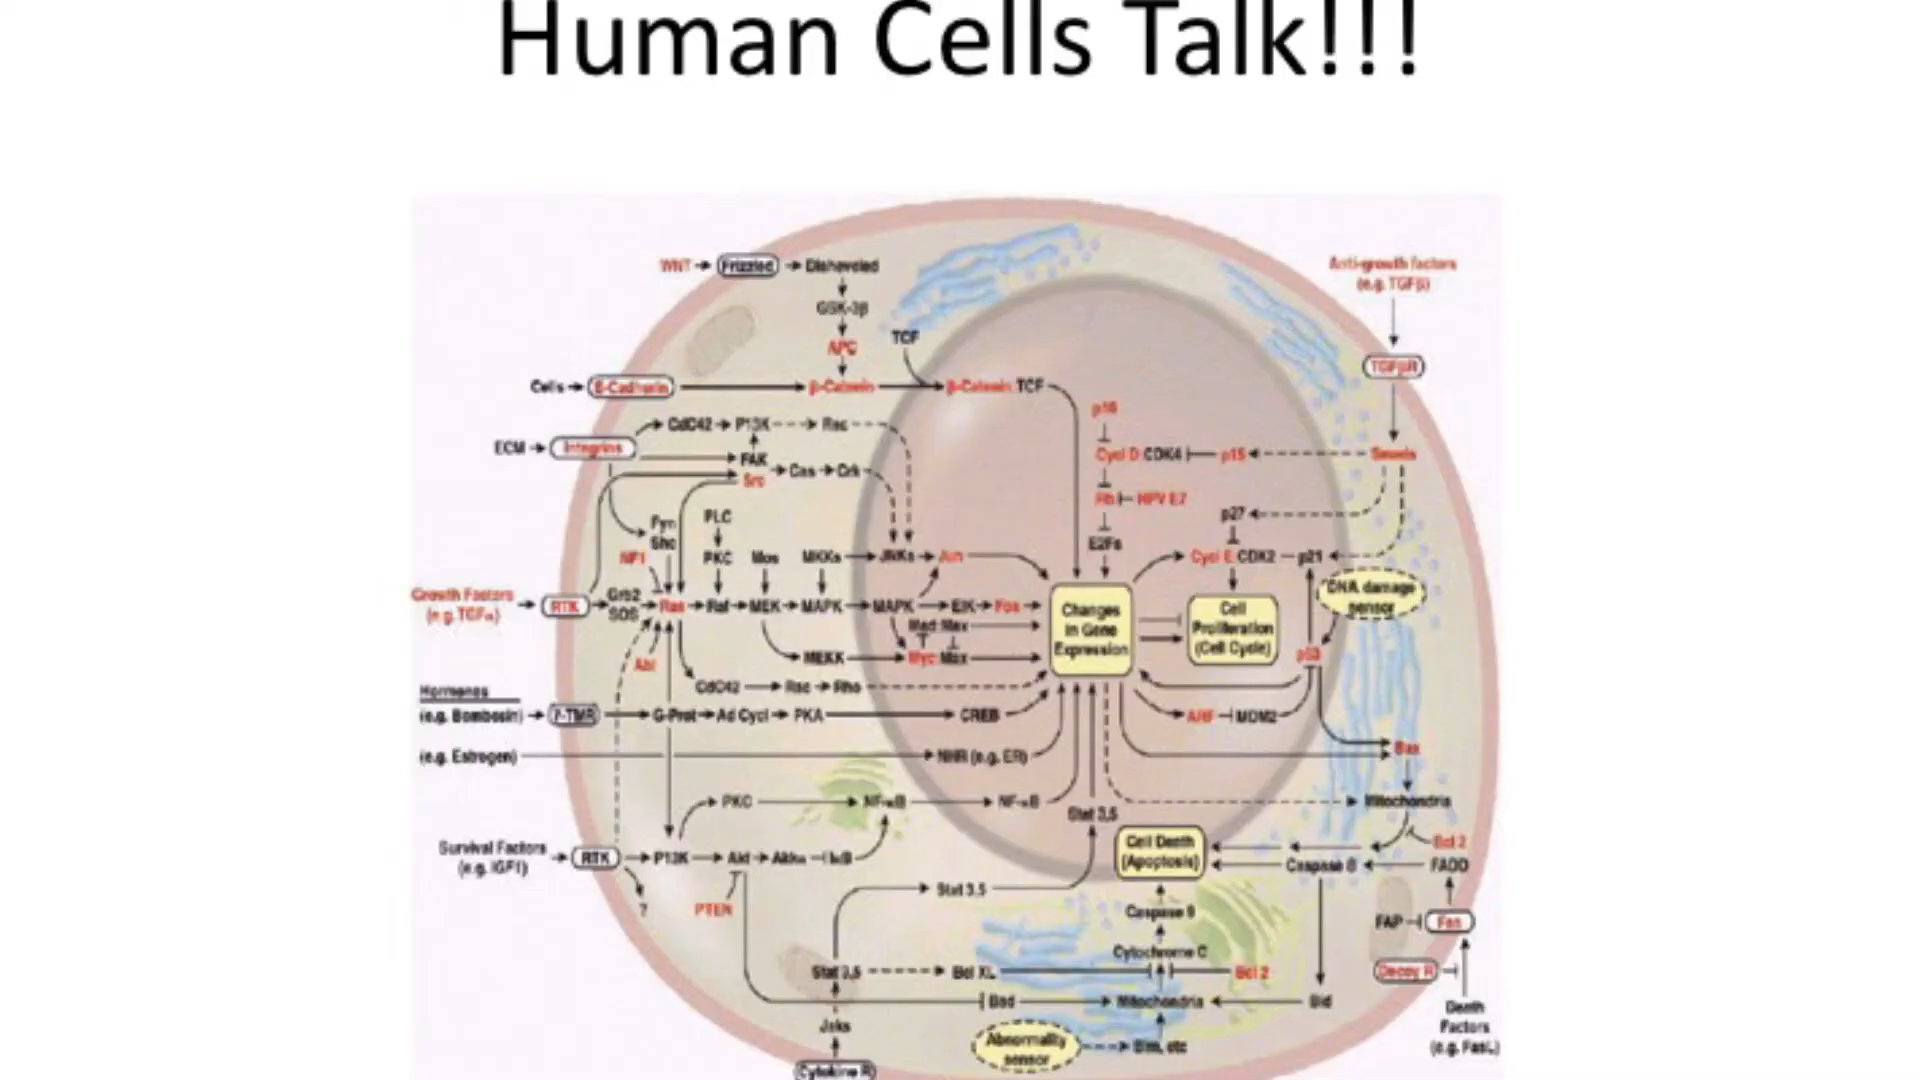 Human Cells Talk!!!
WNT Frizzled Dishevelled
Anti-growth factors
(e.g. TGFβ)
GSK-3β
TCF
APC
TGFβR
Cells E-Cadherin β-Catenin β-Catenin:TCF
p16
CdC42 P13K Rac
ECM Integrins
Cycl D:CDK4 p15 Smads
FAK
Cas Crk
Src
Rb HPV E7
Fyn PLC
p27
Shc
E2Fs
NF1 PKC Mos MKKs JNKs Jun
Cycl E:CDK2 p21
DNA damage
sensor
Growth Factors
(e.g. TGFα)
RTK Grb2
SOS
Ras Raf MEK MAPK MAPK ElK Fos
Changes
in Gene
Expression
Cell
Proliferation
(Cell Cycle)
Mad:Max
Abl MEKK Myc:Max
p53
CdC42 Rac Rho
Hormones
(e.g. Bombesin) 7-TMR G-Prot Ad Cycl PKA CREB
ARF MDM2
(e.g. Estrogen) NHR (e.g. ER)
Bax
PKC NF-κB NF-κB
Mitochondria
Stat 3,5
Survival Factors
(e.g. IGF1)
RTK P13K Akt Akkα IκB
Cell Death
(Apoptosis)
Bcl 2
Caspase 8 FADD
?
PTEN
Stat 3,5
Caspase 9
FAP Fas
Cytochrome C
Stat 3,5 Bcl XL Bcl 2
Decoy R
Bad Mitochondria Bid
Death
Factors
(e.g. FasL)
Jaks
Abnormality
sensor
Bim, etc
Cytokine R